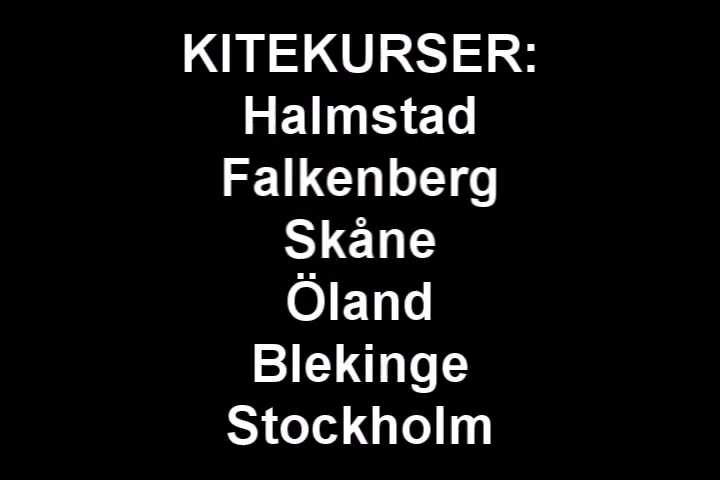 KITEKURSER:
Halmstad
Falkenberg
Skåne
Öland
Blekinge
Stockholm